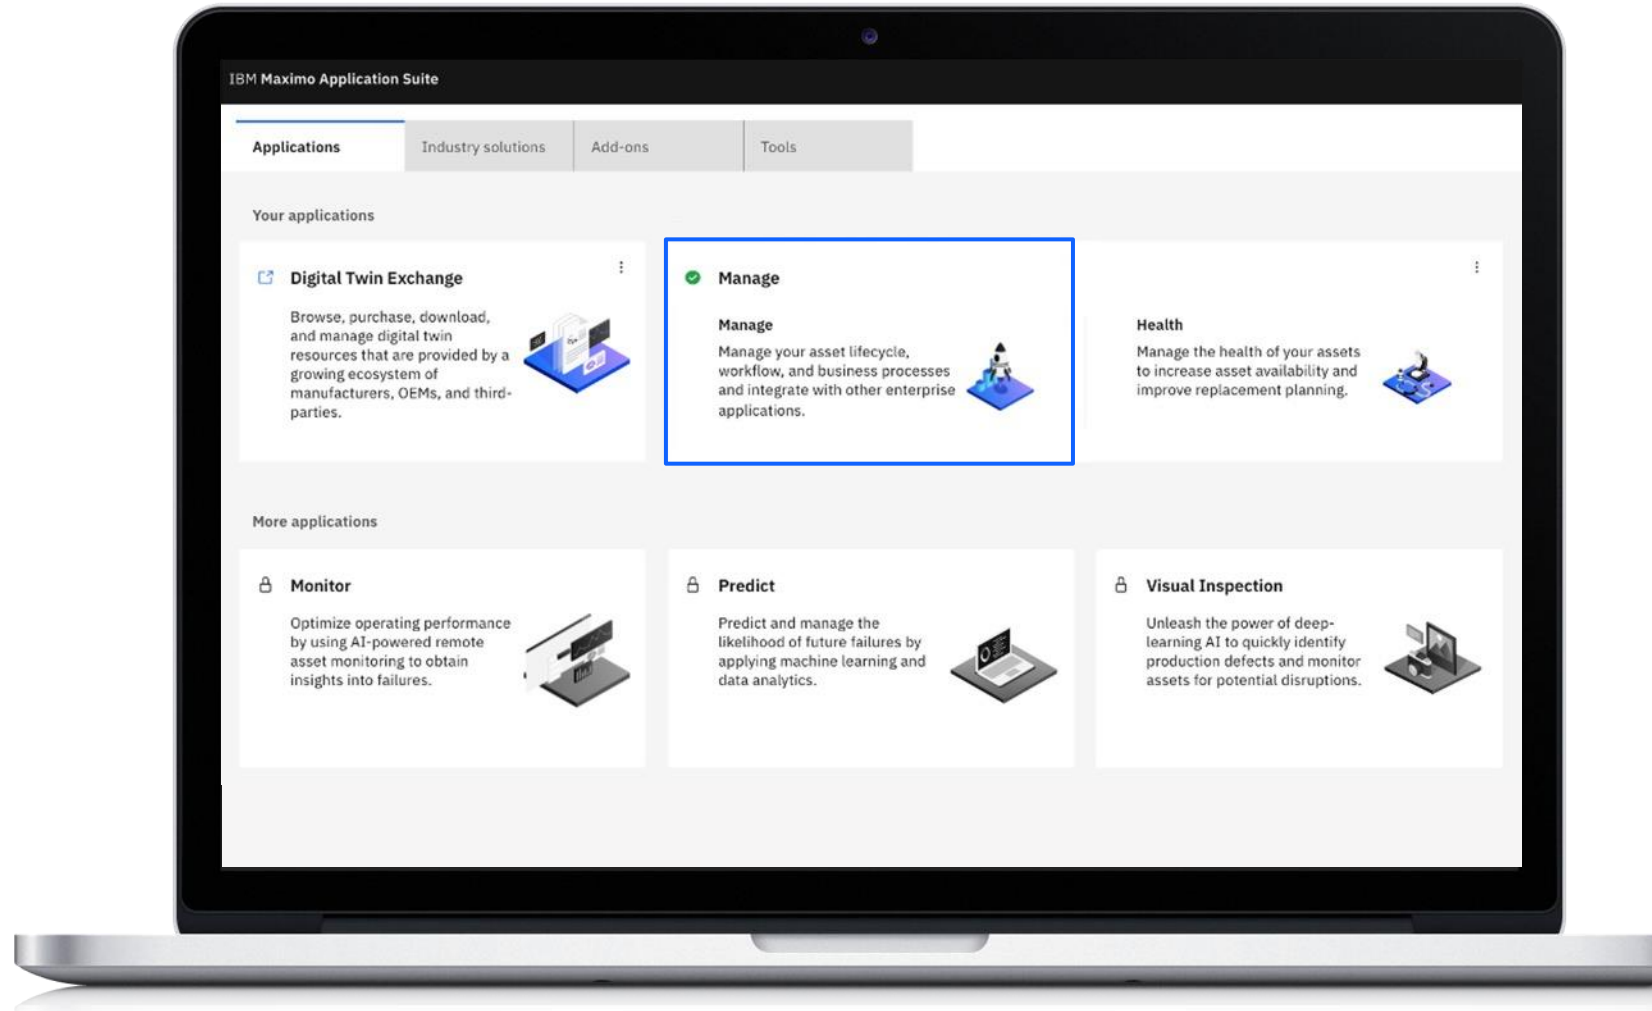 IBM Maximo Application Suite
Applications
Industry solutions
Add-ons
Tools
Your applications
Digital Twin Exchange
Browse, purchase, download,
and manage digital twin
resources that are provided by a
growing ecosystem of
manufacturers, OEMs, and third-
parties.
Manage
Manage
Manage your asset lifecycle,
workflow, and business processes
and integrate with other enterprise
applications.
Health
Manage the health of your assets
to increase asset availability and
improve replacement planning.
More applications
Monitor
Optimize operating performance
by using AI-powered remote
asset monitoring to obtain
insights into failures.
Predict
Predict and manage the
likelihood of future failures by
applying machine learning and
data analytics.
Visual Inspection
Unleash the power of deep-
learning AI to quickly identify
production defects and monitor
assets for potential disruptions.